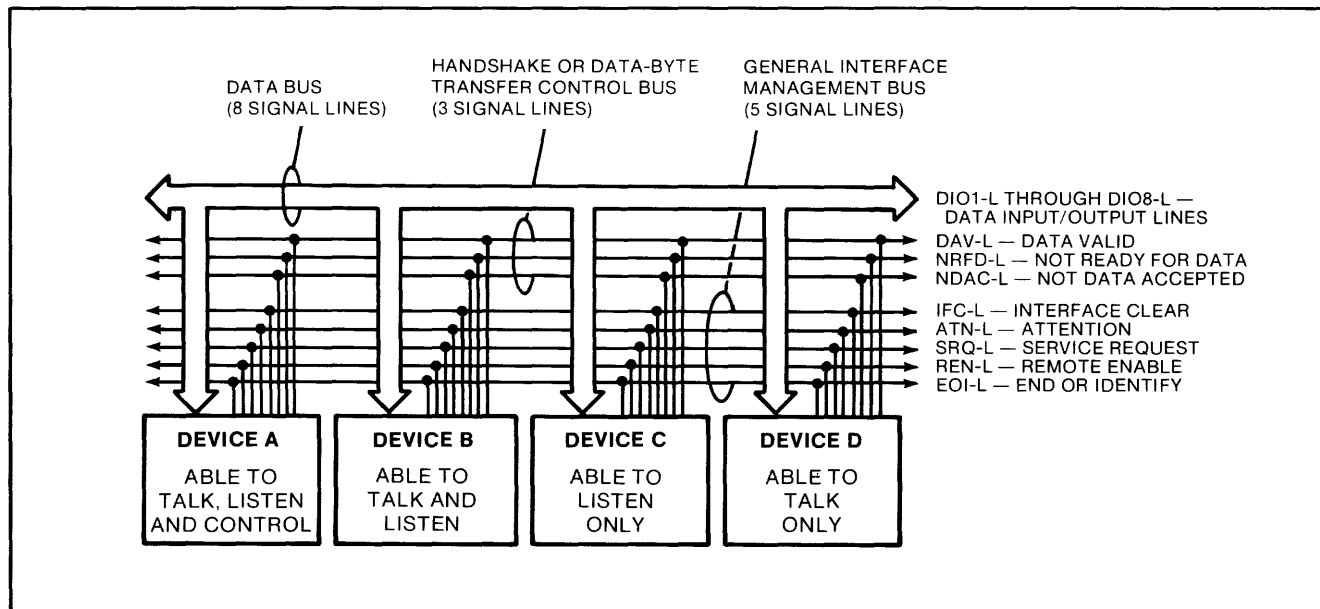 DATA BUS
(8 SIGNAL LINES)
HANDSHAKE OR DATA-BYTE
TRANSFER CONTROL BUS
(3 SIGNAL LINES)
GENERAL INTERFACE
MANAGEMENT BUS
(5 SIGNAL LINES)
DIO1-L THROUGH DIO8-L —
DATA INPUT/OUTPUT LINES
DAV-L — DATA VALID
NRFD-L — NOT READY FOR DATA
NDAC-L — NOT DATA ACCEPTED
IFC-L — INTERFACE CLEAR
ATN-L — ATTENTION
SRQ-L — SERVICE REQUEST
REN-L — REMOTE ENABLE
EOI-L — END OR IDENTIFY
DEVICE A
ABLE TO
TALK, LISTEN
AND CONTROL
DEVICE B
ABLE TO
TALK AND
LISTEN
DEVICE C
ABLE TO
LISTEN
ONLY
DEVICE D
ABLE TO
TALK
ONLY